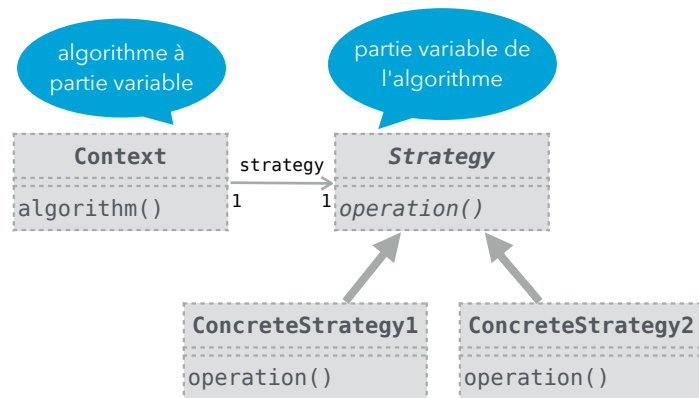 algorithme à
partie variable
partie variable de
l'algorithme
Context
strategy
Strategy
algorithm()
1
1
operation()
ConcreteStrategy1
ConcreteStrategy2
operation()
operation()